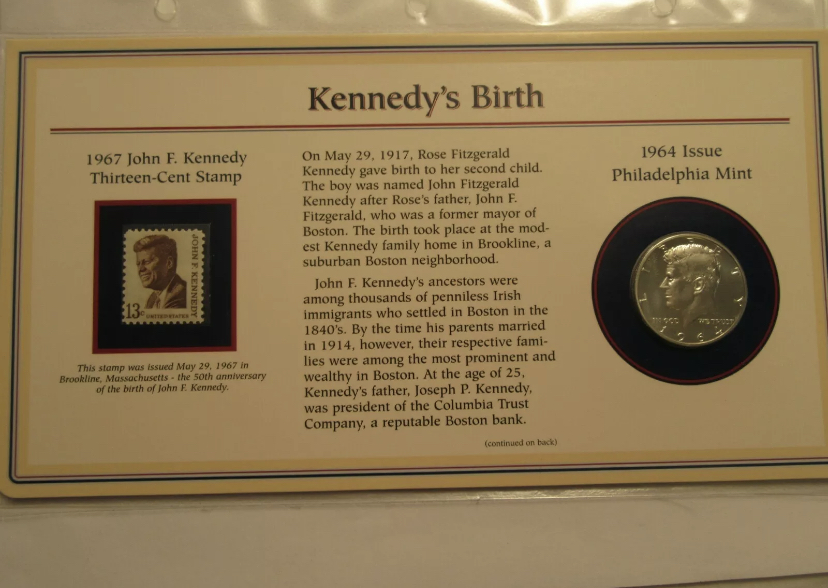 Kennedy's Birth
1967 John F. Kennedy
Thirteen-Cent Stamp
JOHN F KENNEDY
13c
UNITED STATES
This stamp was issued May 29, 1967 in
Brookline, Massachusetts - the 50th anniversary
of the birth of John F. Kennedy.
On May 29, 1917, Rose Fitzgerald
Kennedy gave birth to her second child.
The boy was named John Fitzgerald
Kennedy after Rose's father, John F.
Fitzgerald, who was a former mayor of
Boston. The birth took place at the mod-
est Kennedy family home in Brookline, a
suburban Boston neighborhood.
John F. Kennedy's ancestors were
among thousands of penniless Irish
immigrants who settled in Boston in the
1840's. By the time his parents married
in 1914, however, their respective fami-
lies were among the most prominent and
wealthy in Boston. At the age of 25,
Kennedy's father, Joseph P. Kennedy,
was president of the Columbia Trust
Company, a reputable Boston bank.
(continued on back)
1964 Issue
Philadelphia Mint
LIBERTY
IN GOD WE TRUST
1964